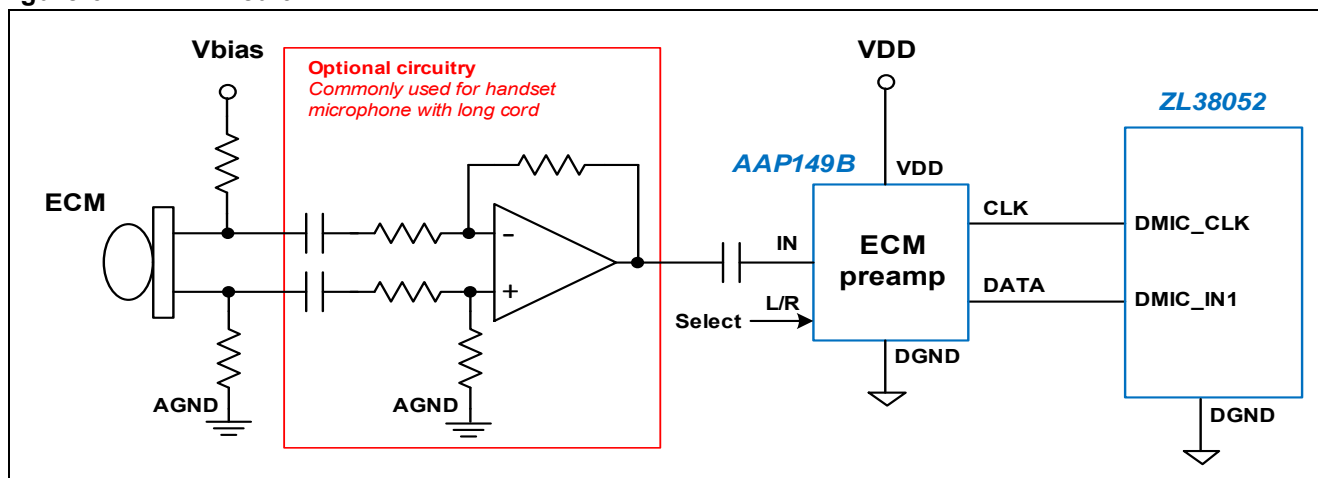 Vbias
Optional circuitry
Commonly used for handset
microphone with long cord
VDD
ZL38052
AAP149B
VDD
ECM
CLK
DMIC_CLK
-
IN
ECM
preamp
+
DATA
DMIC_IN1
L/R
Select
DGND
AGND
AGND
DGND